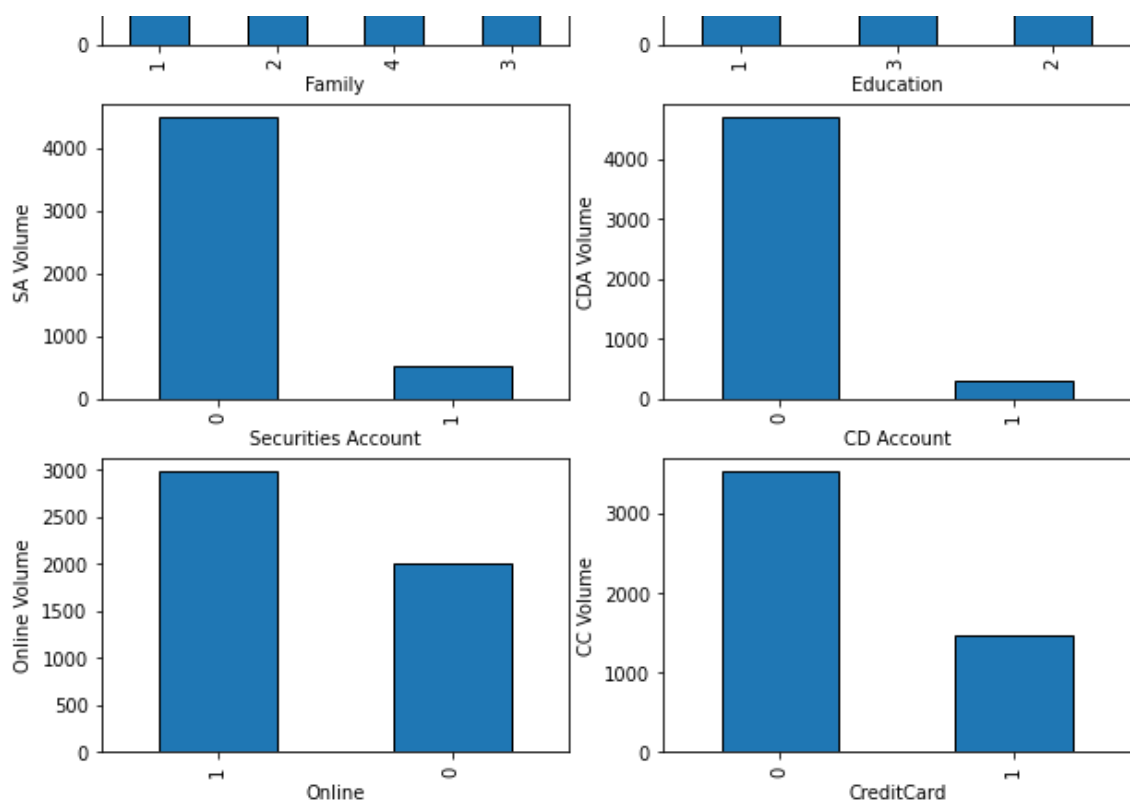 0
1 2 4 3
Family
0
1 3 2
Education
SA Volume
4000
3000
2000
1000
0
0 1
Securities Account
CDA Volume
4000
3000
2000
1000
0
0 1
CD Account
Online Volume
3000
2500
2000
1500
1000
500
0
1 0
Online
CC Volume
3000
2000
1000
0
0 1
CreditCard